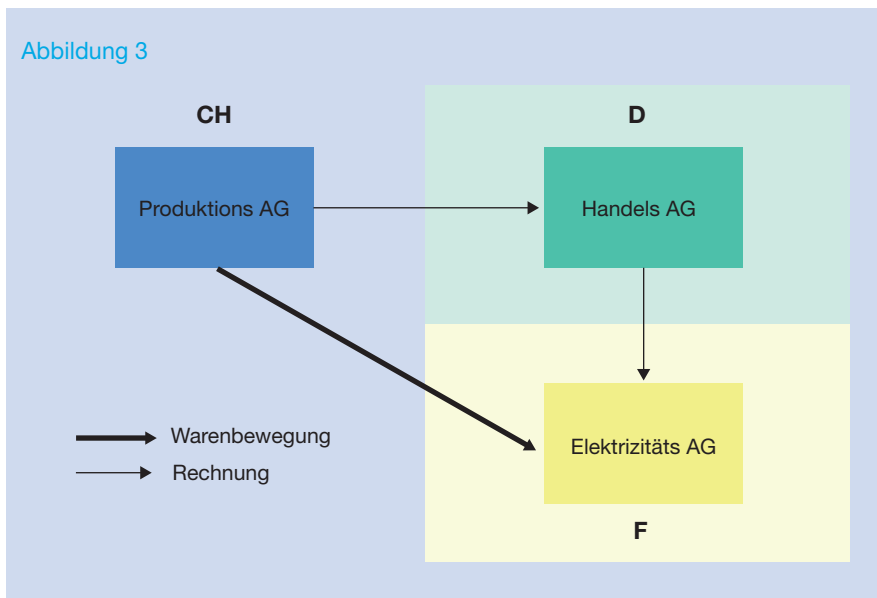 Abbildung 3
CH
D
Produktions AG
Handels AG
Elektrizitäts AG
Warenbewegung
Rechnung
F